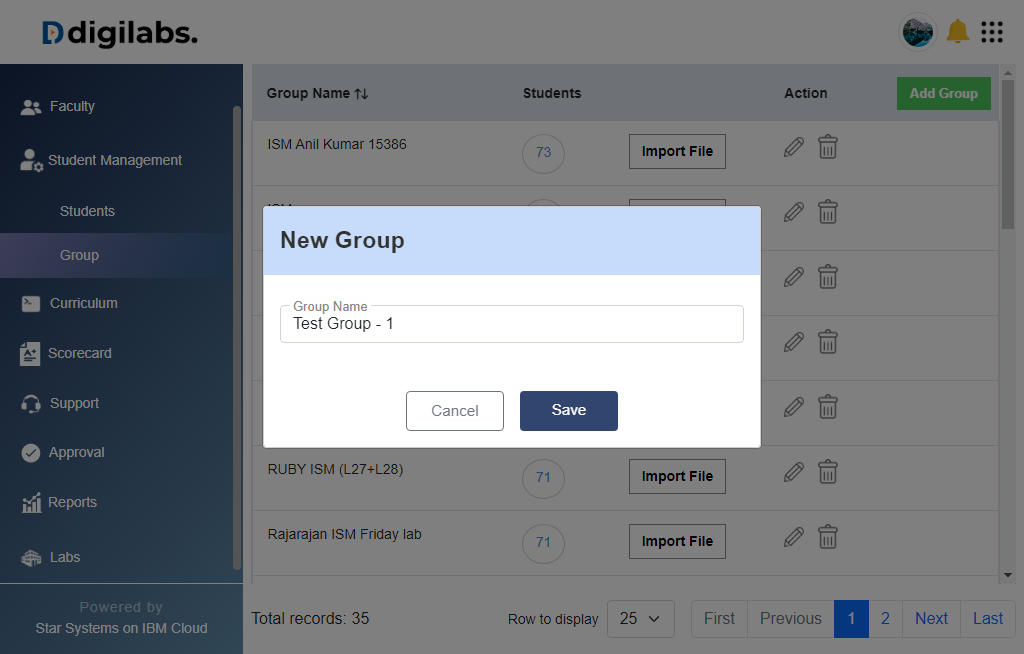 digilabs.
Faculty
Student Management
Students
Group
Curriculum
Scorecard
Support
Approval
Reports
Labs
Powered by
Star Systems on IBM Cloud
Group Name
Students
Action
Add Group
ISM Anil Kumar 15386
73
Import File
New Group
Group Name
Test Group - 1
Cancel
Save
RUBY ISM (L27+L28)
71
Import File
Rajarajan ISM Friday lab
71
Import File
Total records: 35
Row to display
25
First
Previous
1
2
Next
Last